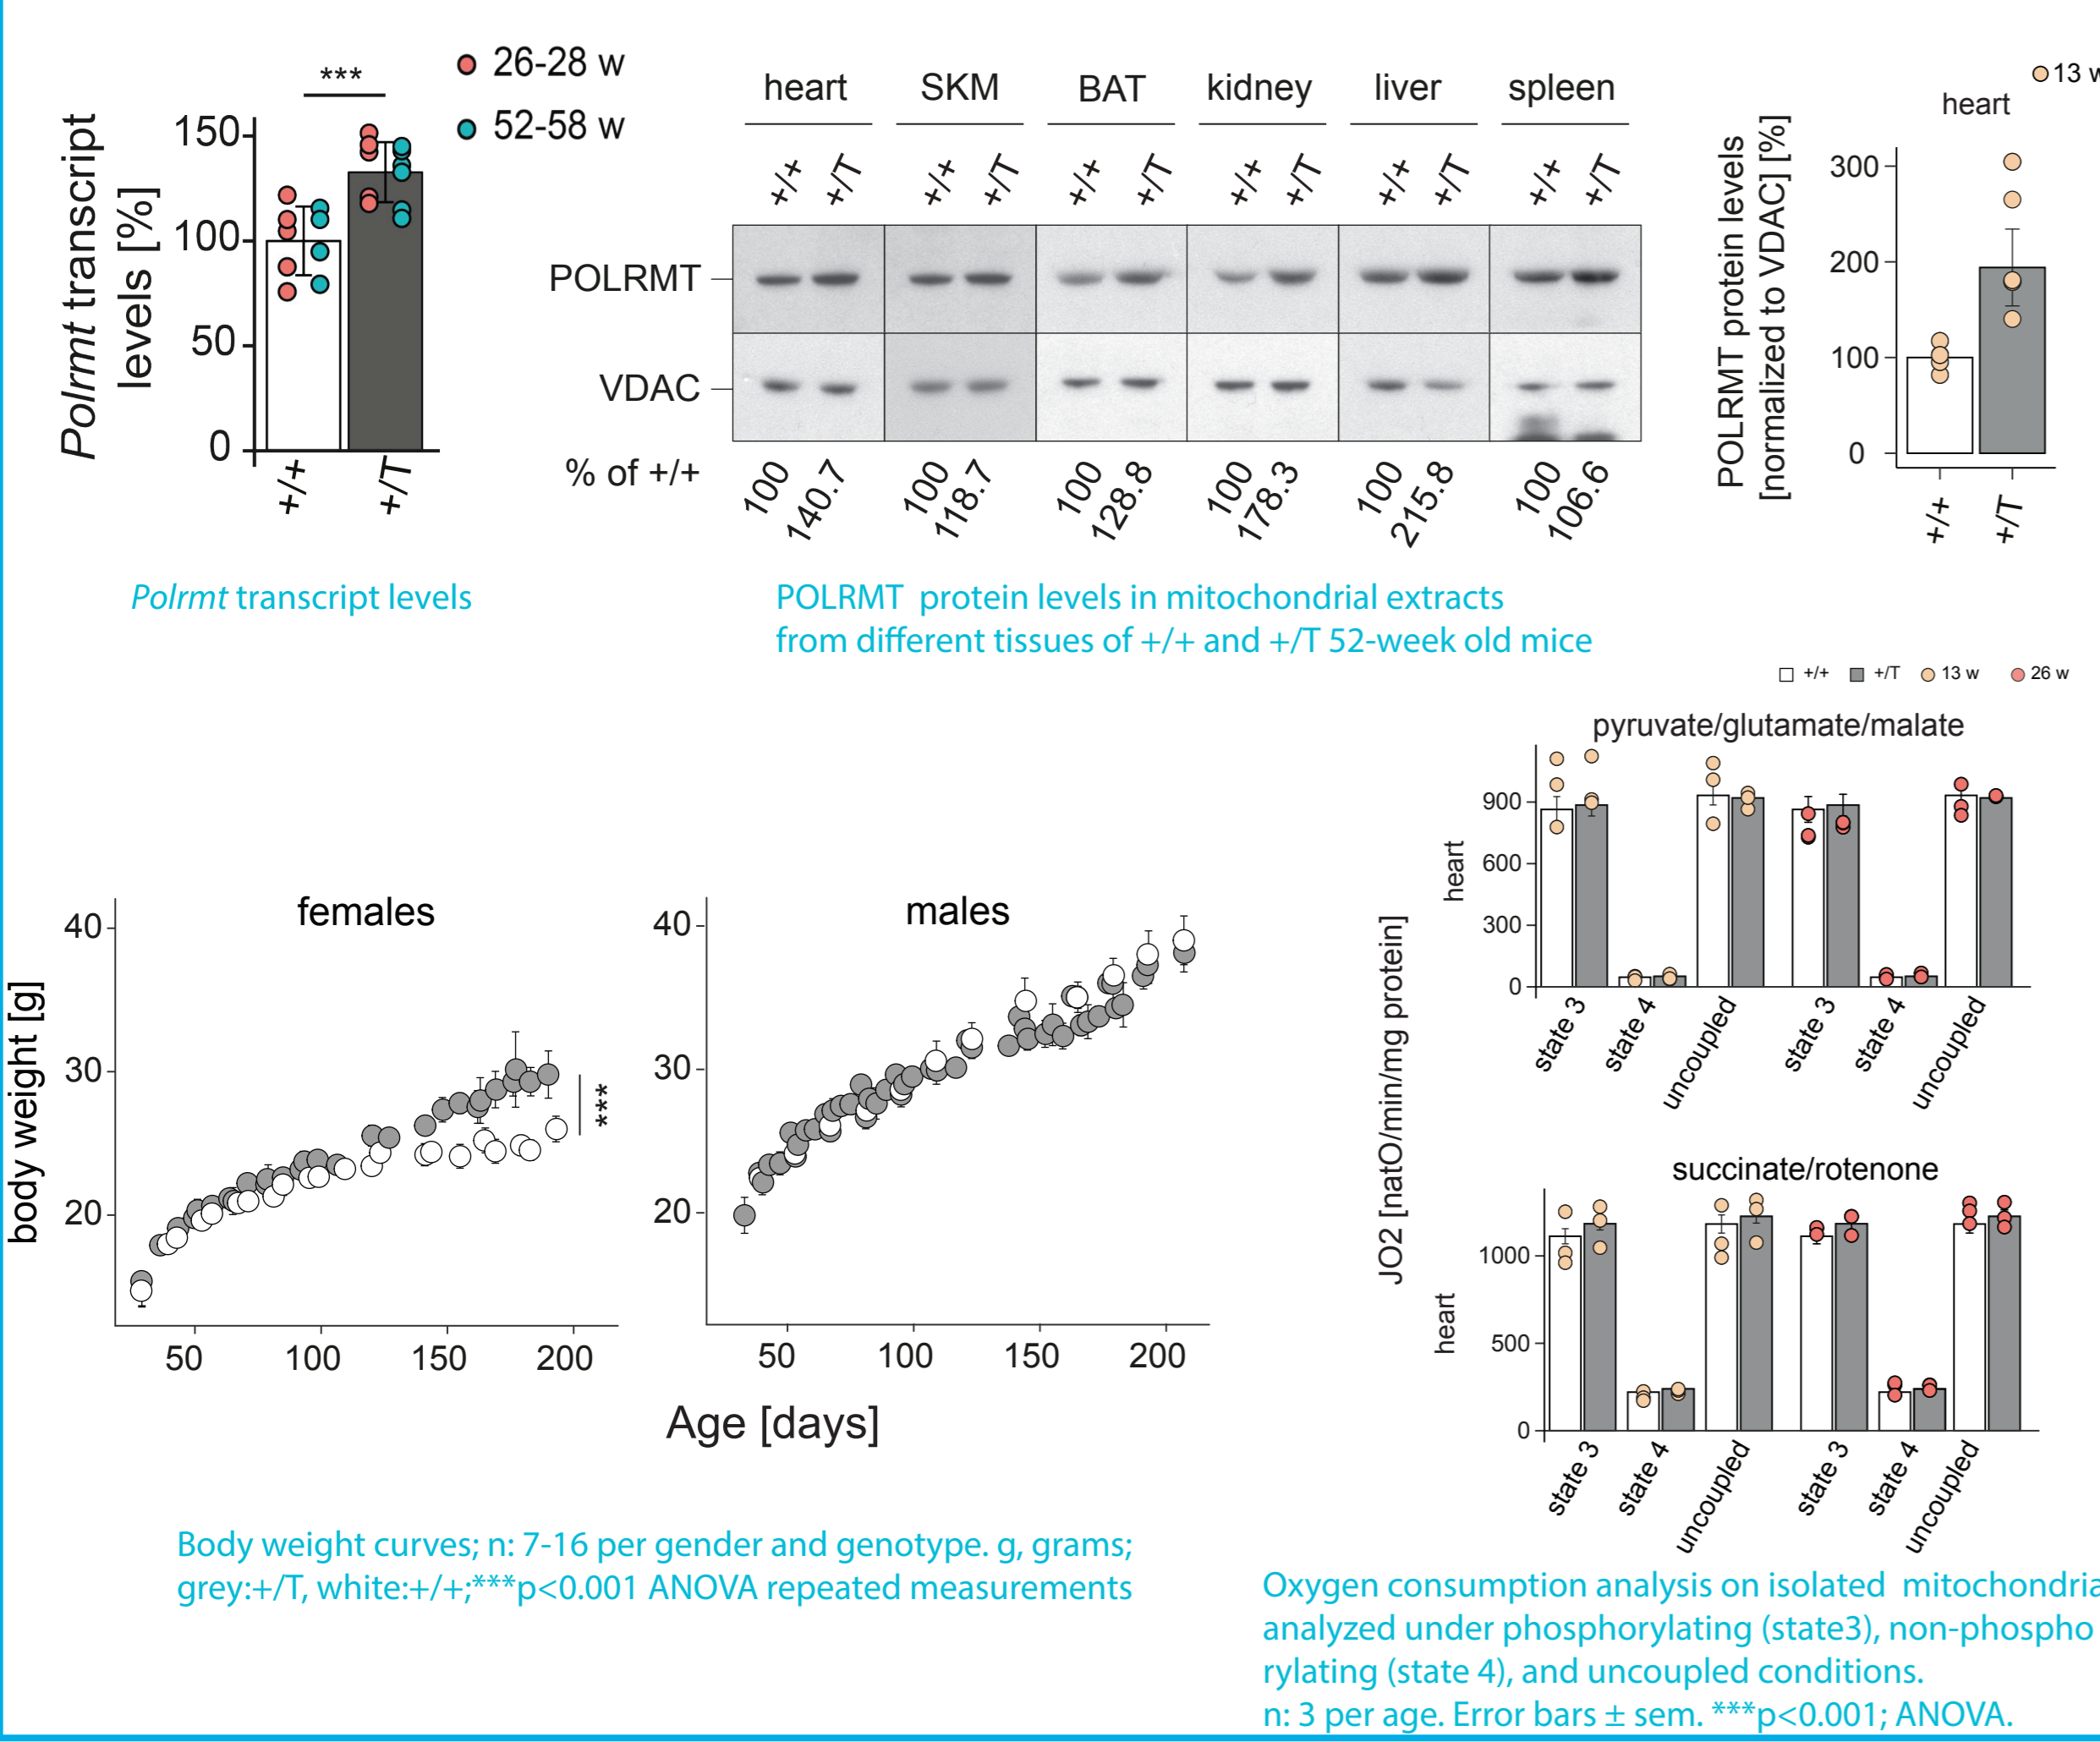 26-28 w
52-58 w
***
Polrmt transcript
levels [%]
150
100
50
0
+/+
+/T
heart
SKM
BAT
kidney
liver
spleen
+/+ +/T +/+ +/T +/+ +/T +/+ +/T +/+ +/T +/+ +/T
POLRMT
VDAC
% of +/+
100 140.7 100 118.7 100 128.8 100 178.3 100 215.8 100 106.6
13 w
heart
POLRMT protein levels
[normalized to VDAC] [%]
300
200
100
0
+/+
+/T
Polrmt transcript levels
POLRMT protein levels in mitochondrial extracts
from different tissues of +/+ and +/T 52-week old mice
body weight [g]
females
40
30
20
***
50 100 150 200
males
40
30
20
50 100 150 200
Age [days]
Body weight curves; n: 7-16 per gender and genotype. g, grams;
grey:+/T, white:+/+;***p<0.001 ANOVA repeated measurements
+/+ +/T 13 w 26 w
pyruvate/glutamate/malate
JO2 [natO/min/mg protein]
heart
900
600
300
0
state 3 state 4 uncoupled state 3 state 4 uncoupled
succinate/rotenone
heart
1000
500
0
state 3 state 4 uncoupled state 3 state 4 uncoupled
Oxygen consumption analysis on isolated mitochondria
analyzed under phosphorylating (state3), non-phospho
rylating (state 4), and uncoupled conditions.
n: 3 per age. Error bars ± sem. ***p<0.001; ANOVA.